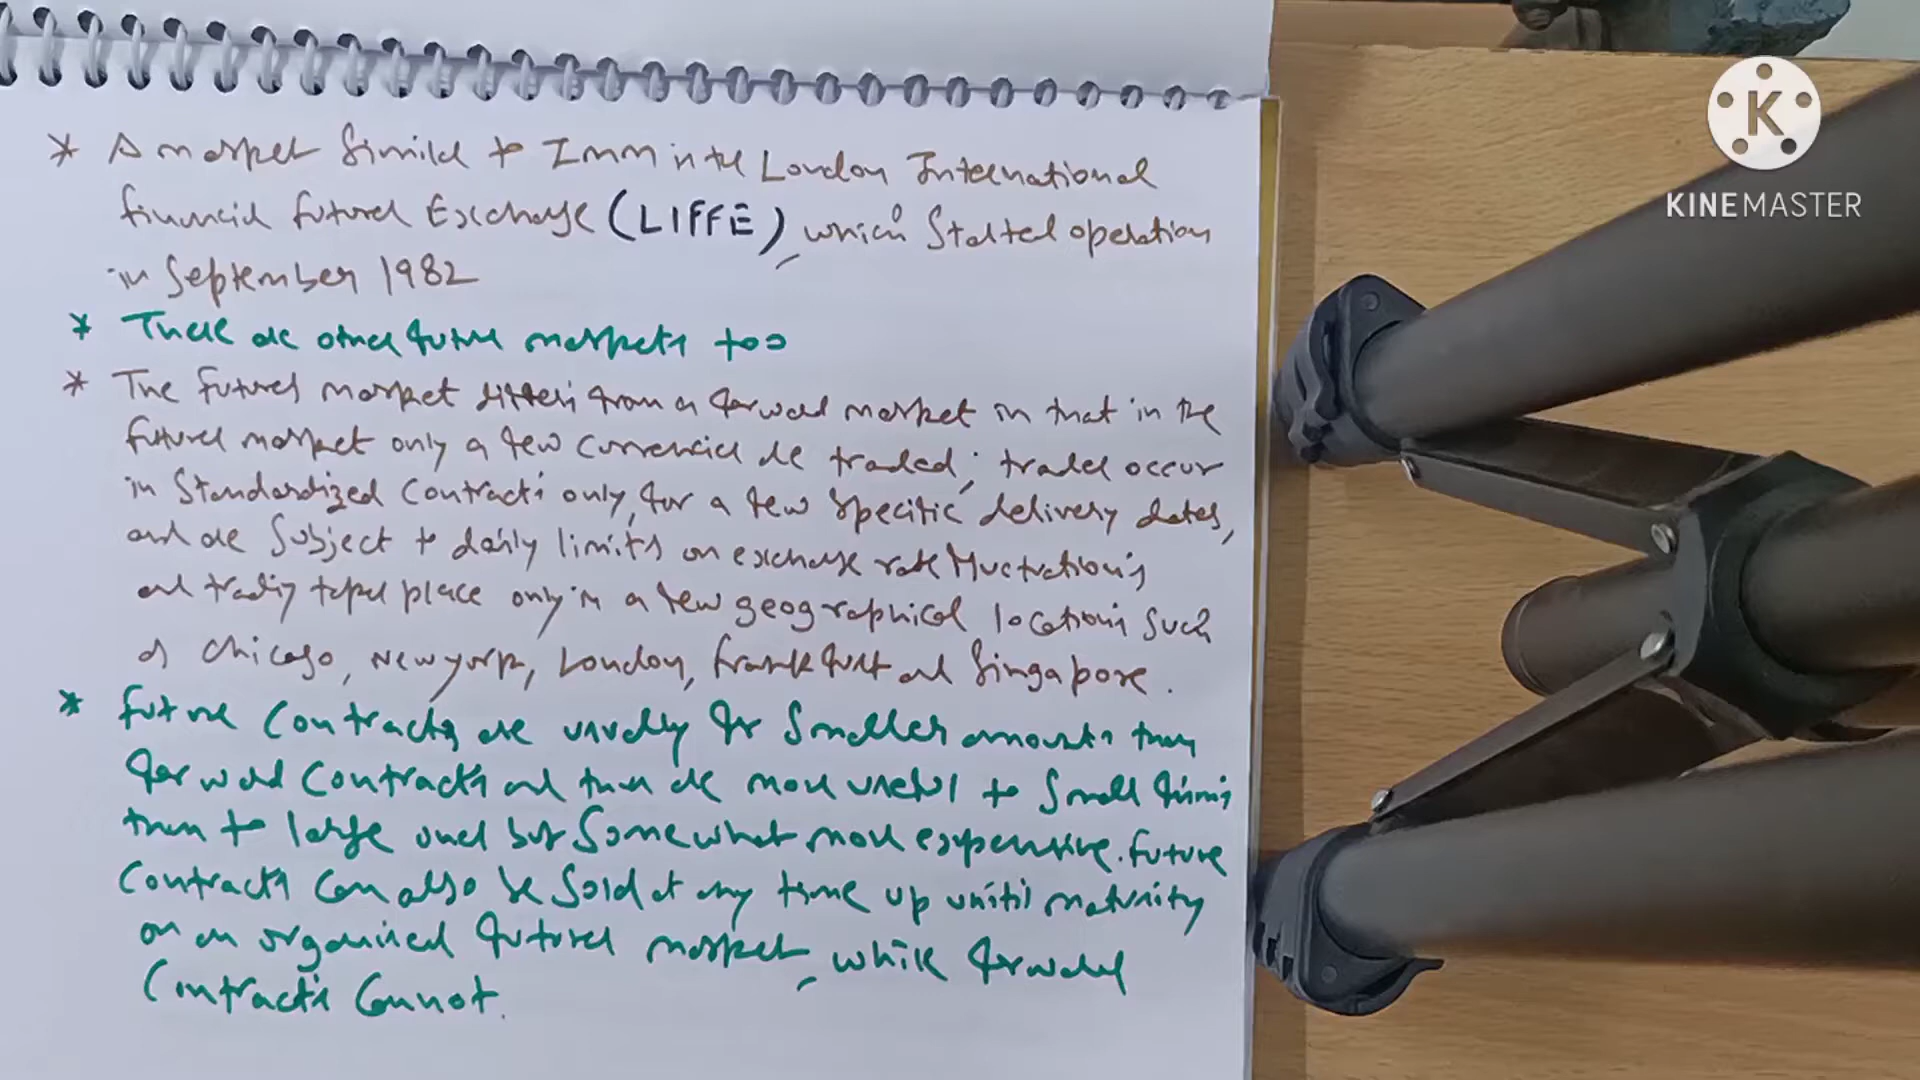 * A market similar to IMM in the London International
financial futures Exchange (LIFFE), which started operation
in September 1982
* There are other future markets too
* The futures market differs from a forward market in that in the
futures market only a few currencies are traded; trades occur
in standardized contracts only, for a few specific delivery dates,
and are subject to daily limits on exchange rate fluctuations
and trading takes place only in a few geographical locations such
as Chicago, New york, London, frankfurt and Singapore.
* future contracts are usually for smaller amounts than
forward contracts and thus are more useful to small firms
than to large ones but somewhat more expensive. future
contracts can also be sold at any time up until maturity
on an organised futures market, while forward
contracts cannot.
K
KINEMASTER